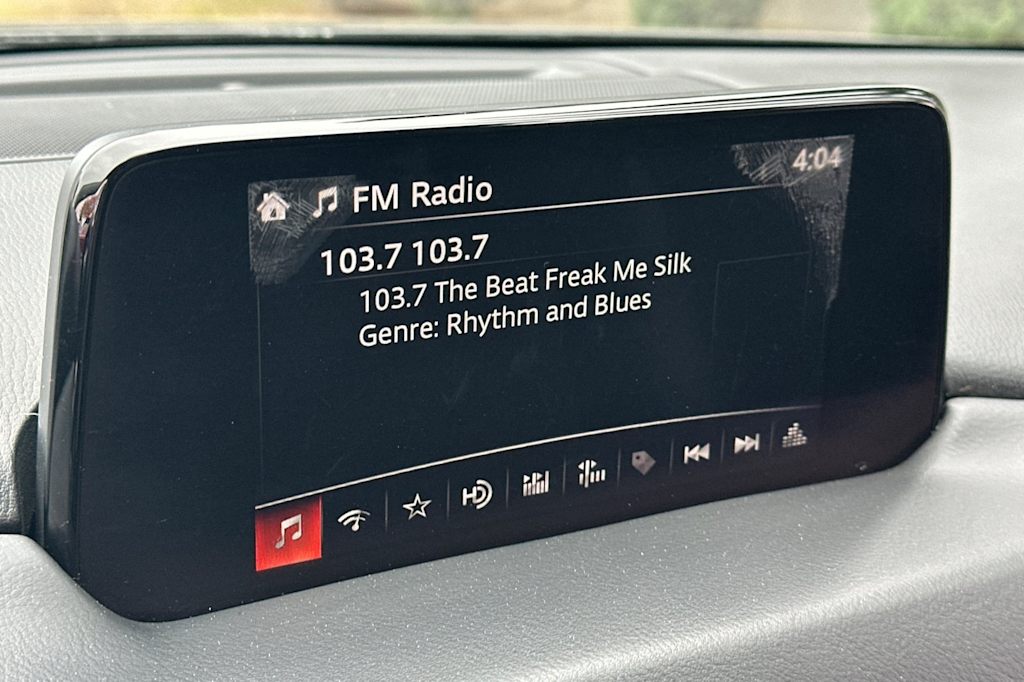 FM Radio
4:04
103.7 103.7
103.7 The Beat Freak Me Silk
Genre: Rhythm and Blues
HD